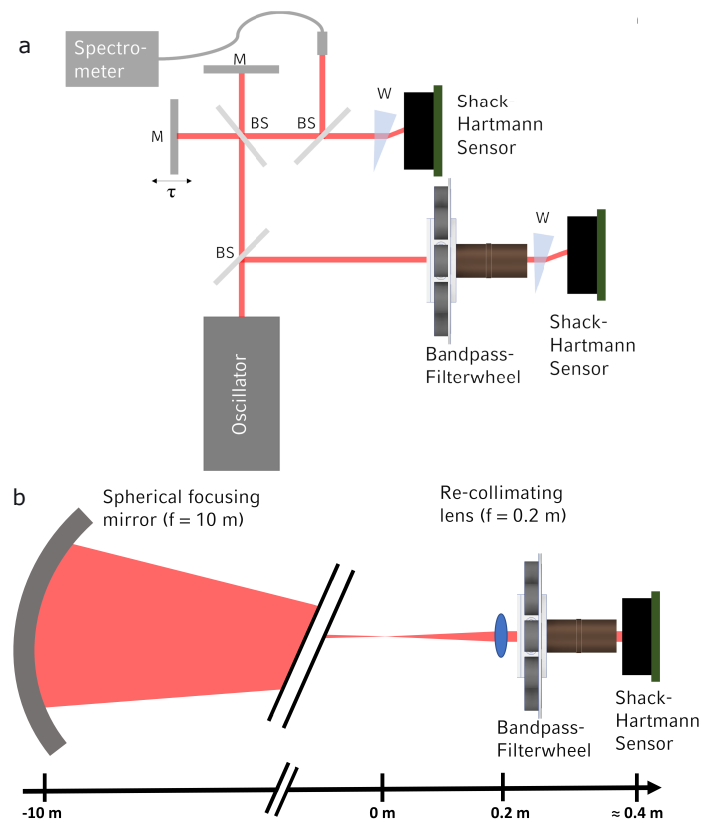 a
Spectro-
meter
M
M
BS
BS
W
Shack
Hartmann
Sensor
τ
BS
W
Shack-
Hartmann
Sensor
Bandpass-
Filterwheel
Oscillator
b
Spherical focusing
mirror (f = 10 m)
Re-collimating
lens (f = 0.2 m)
Shack-
Hartmann
Sensor
Bandpass-
Filterwheel
-10 m
0 m
0.2 m
≈ 0.4 m